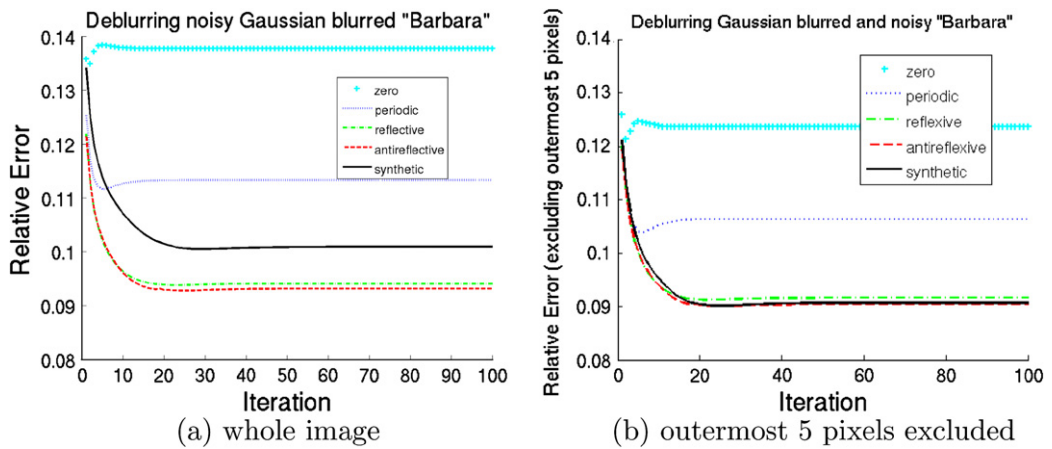 Deblurring noisy Gaussian blurred "Barbara"
0.14
0.13
0.12
0.11
0.1
0.09
0.08
Relative Error
zero
periodic
reflective
antireflective
synthetic
0 10 20 30 40 50 60 70 80 90 100
Iteration
(a) whole image
Deblurring Gaussian blurred and noisy "Barbara"
0.14
0.13
0.12
0.11
0.1
0.09
0.08
Relative Error (excluding outermost 5 pixels)
zero
periodic
reflexive
antireflexive
synthetic
0 20 40 60 80 100
Iteration
(b) outermost 5 pixels excluded